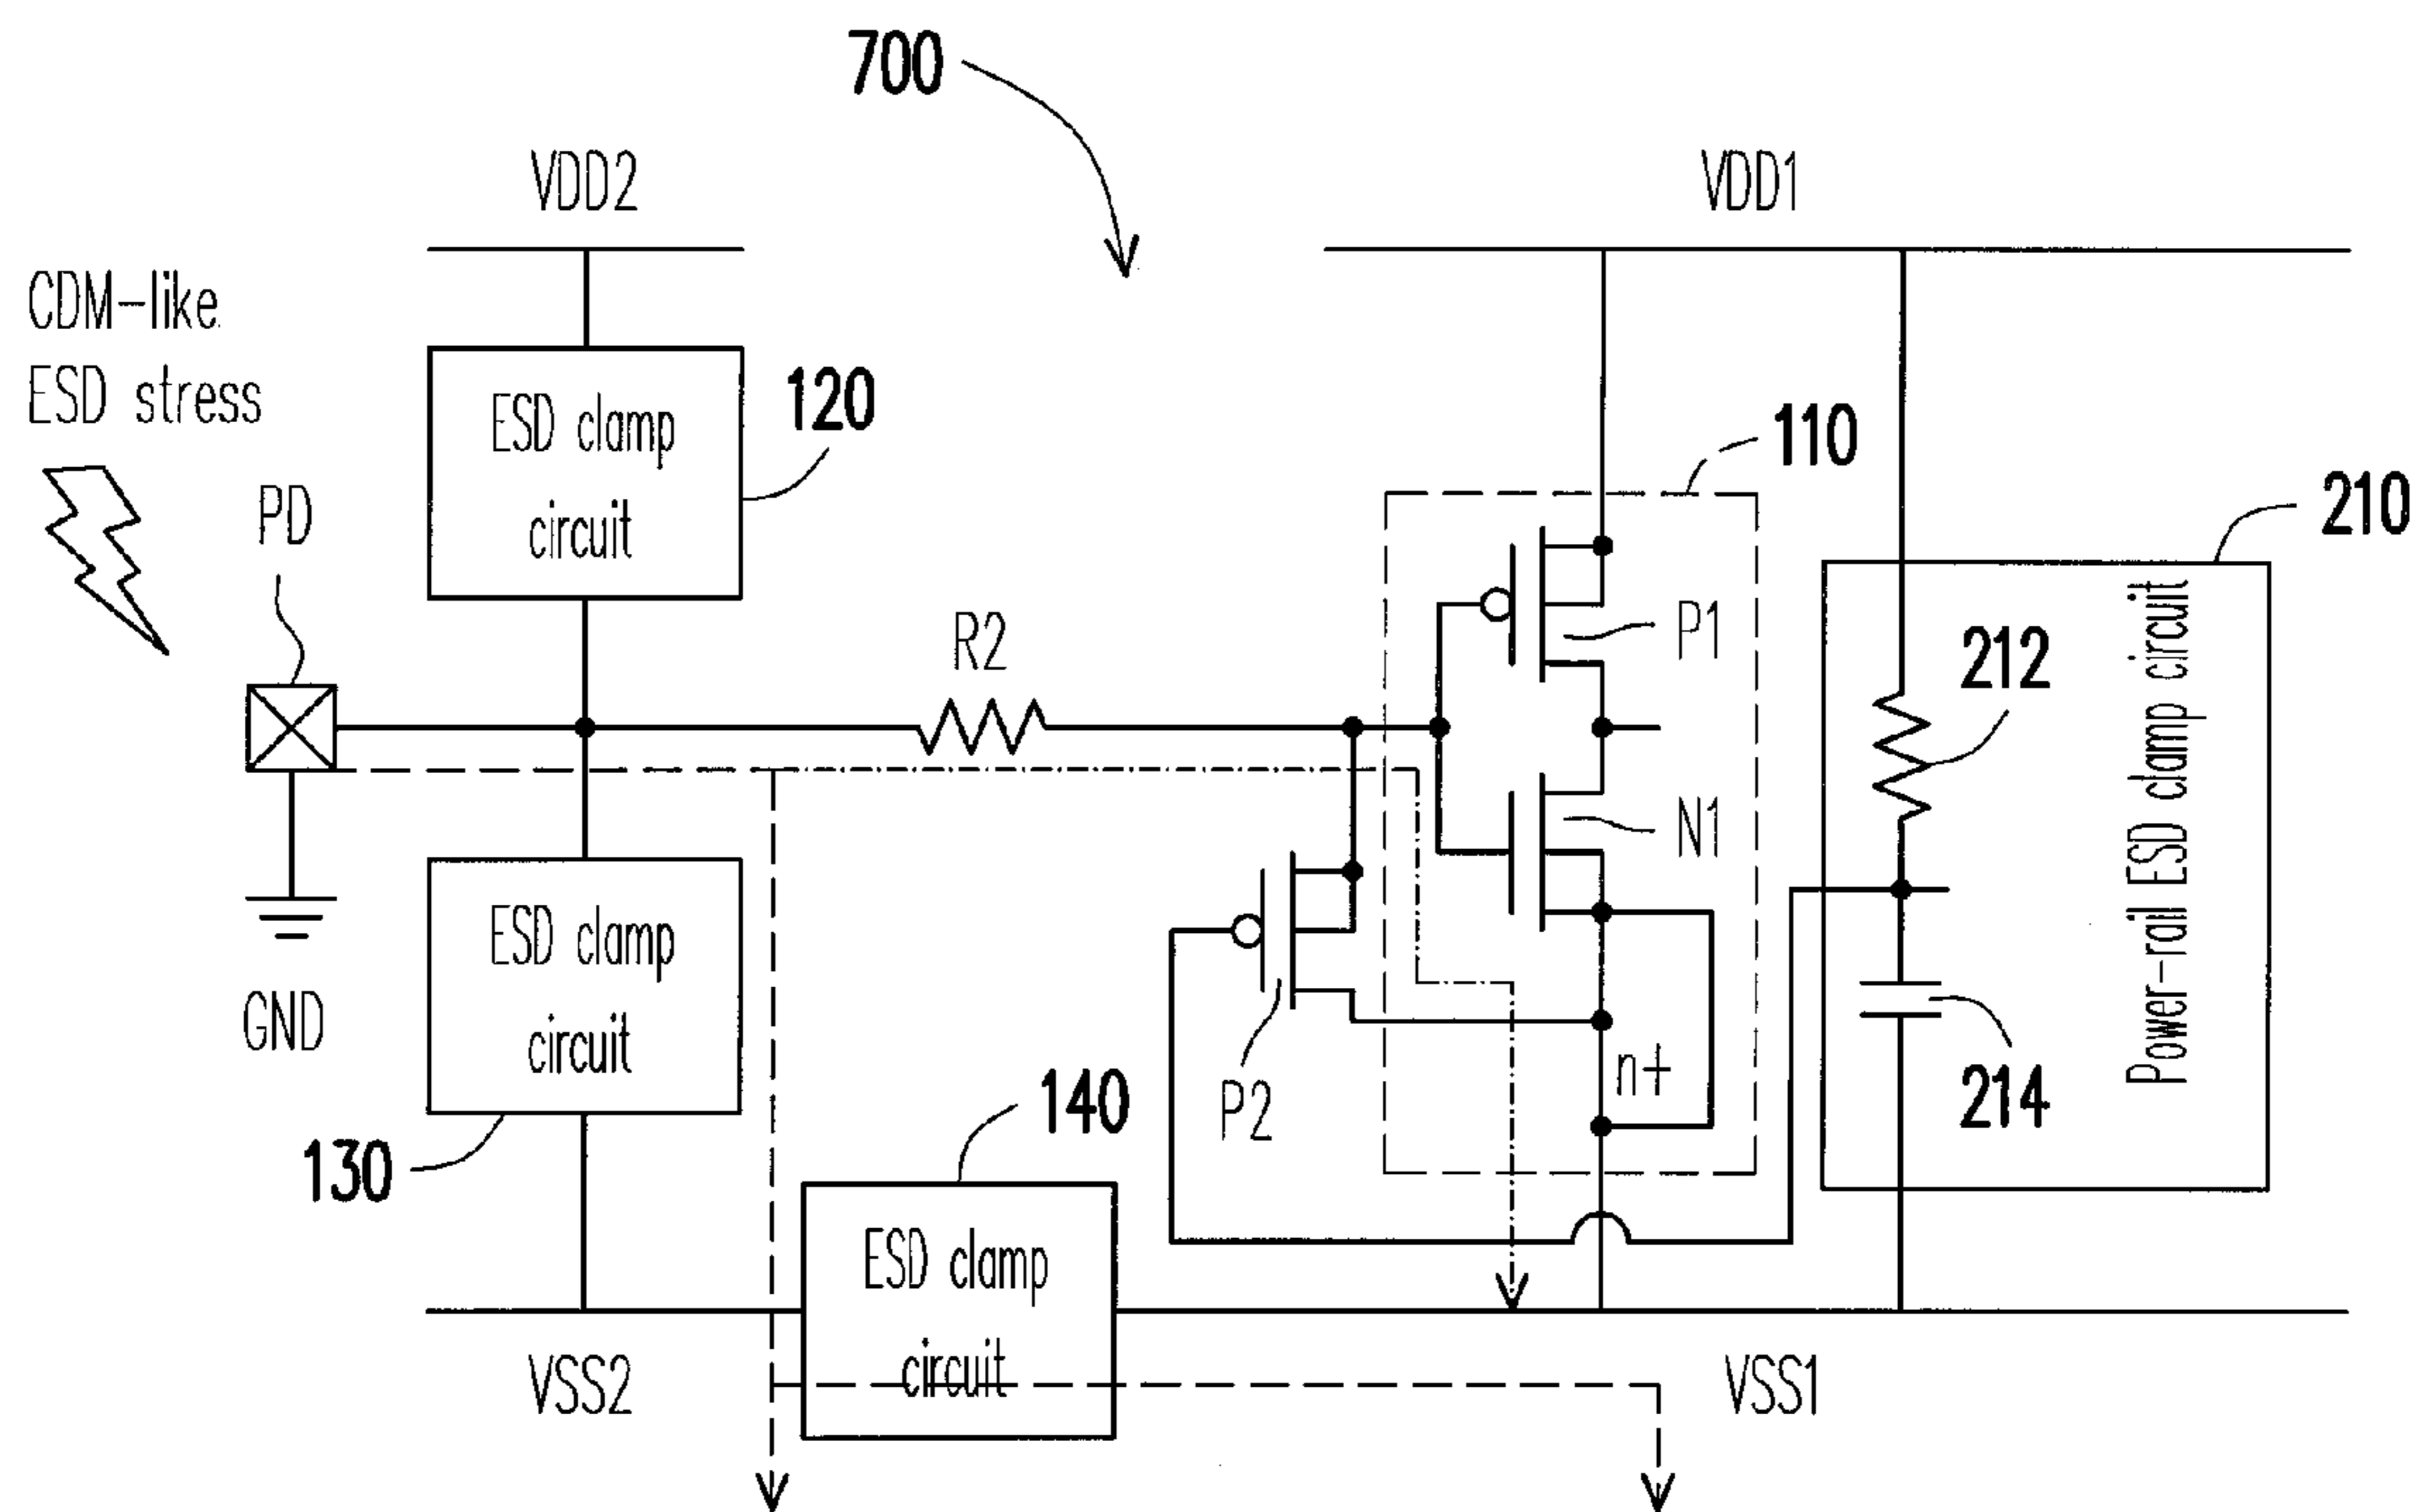 700
VDD2
VDD1
CDM-like
ESD stress
ESD clamp
circuit
120
110
PD
210
P1
R2
212
Power-rail ESD clamp circuit
N1
ESD clamp
circuit
GND
P2
n+
214
140
130
ESD clamp
circuit
VSS2
VSS1